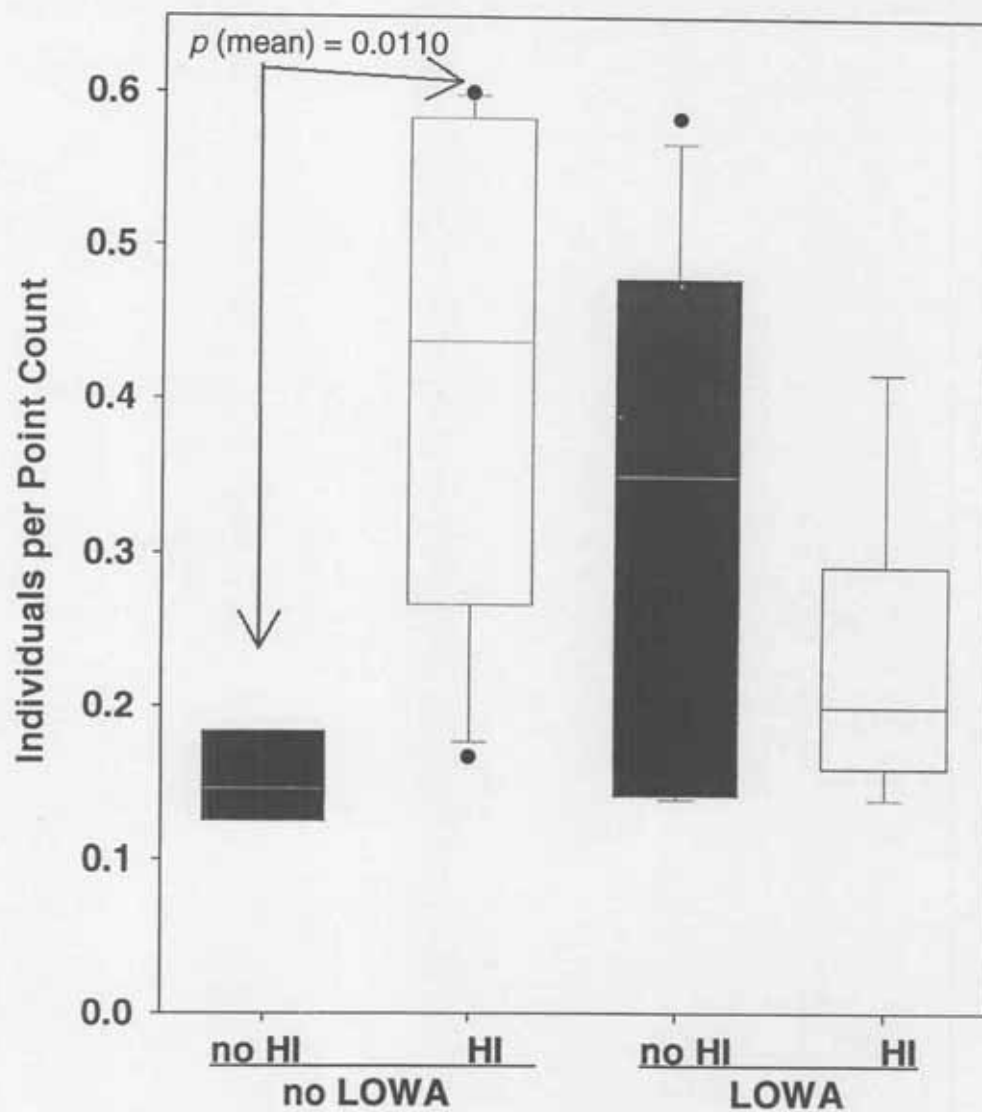 p (mean) = 0.0110
Individuals per Point Count
0.6
0.5
0.4
0.3
0.2
0.1
0.0
no HI HI no HI HI
no LOWA LOWA